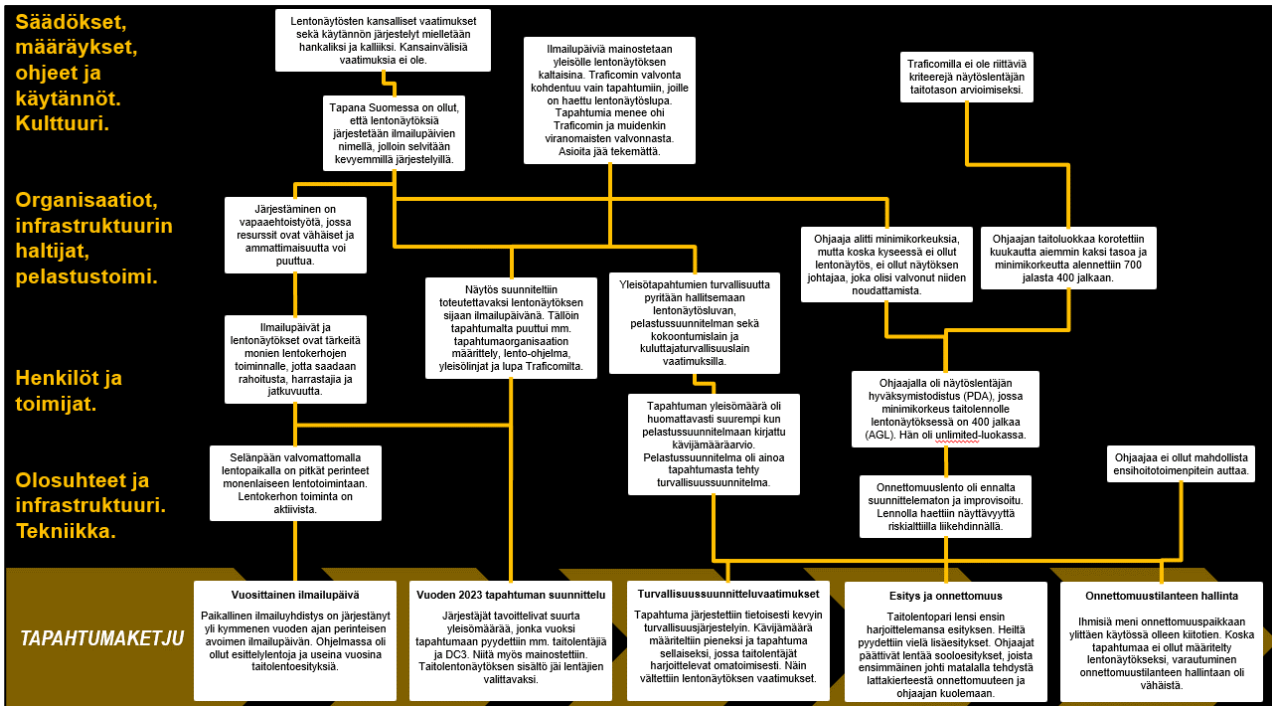 Säädökset,
määräykset,
ohjeet ja
käytännöt.
Kulttuuri.
Lentonäytösten kansalliset vaatimukset
sekä käytännön järjestelyt mielletään
hankaliksi ja kalliiksi. Kansainvälisiä
vaatimuksia ei ole.
Tapana Suomessa on ollut,
että lentonäytöksiä
järjestetään ilmailupäivien
nimellä, jolloin selvitään
kevyemmillä järjestelyillä.
Ilmailupäiviä mainostetaan
yleisölle lentonäytöksen
kaltaisina. Traficomin valvonta
kohdentuu vain tapahtumiin, joille
on haettu lentonäytöslupa.
Tapahtumia menee ohi
Traficomin ja muidenkin
viranomaisten valvonnasta.
Asioita jää tekemättä.
Traficomilla ei ole riittäviä
kriteerejä näytöslentäjän
taitotason arvioimiseksi.
Organisaatiot,
infrastruktuurin
haltijat,
pelastustoimi.
Järjestäminen on
vapaaehtoistyötä, jossa
resurssit ovat vähäiset ja
ammattimaisuutta voi
puuttua.
Näytös suunniteltiin
toteutettavaksi lentonäytöksen
sijaan ilmailupäivänä. Tällöin
tapahtumalta puuttui mm.
tapahtumaorganisaation
määrittely, lento-ohjelma,
yleisölinjat ja lupa Traficomilta.
Yleisötapahtumien turvallisuutta
pyritään hallitsemaan
lentonäytösluvan,
pelastussuunnitelman sekä
kokoontumislain ja
kuluttajaturvallisuuslain
vaatimuksilla.
Ohjaaja alitti minimikorkeuksia,
mutta koska kyseessä ei ollut
lentonäytös, ei ollut näytöksen
johtajaa, joka olisi valvonut niiden
noudattamista.
Ohjaajan taitoluokkaa korotettiin
kuukautta aiemmin kaksi tasoa ja
minimikorkeutta alennettiin 700
jalasta 400 jalkaan.
Henkilöt ja
toimijat.
Ilmailupäivät ja
lentonäytökset ovat tärkeitä
monien lentokerhojen
toiminnalle, jotta saadaan
rahoitusta, harrastajia ja
jatkuvuutta.
Tapahtuman yleisömäärä oli
huomattavasti suurempi kun
pelastussuunnitelmaan kirjattu
kävijämääräarvio.
Pelastussuunnitelma oli ainoa
tapahtumasta tehty
turvallisuussuunnitelma.
Ohjaajalla oli näytöslentäjän
hyväksymistodistus (PDA), jossa
minimikorkeus taitolennolle
lentonäytöksessä on 400 jalkaa
(AGL). Hän oli unlimited-luokassa.
Olosuhteet ja
infrastruktuuri.
Tekniikka.
Selänpään valvomattomalla
lentopaikalla on pitkät perinteet
monenlaiseen lentotoimintaan.
Lentokerhon toiminta on
aktiivista.
Onnettomuuslento oli ennalta
suunnittelematon ja improvisoitu.
Lennolla haettiin näyttävyyttä
riskialttiilla liikehdinnällä.
Ohjaajaa ei ollut mahdollista
ensihoitotoimenpitein auttaa.
TAPAHTUMAKETJU
Vuosittainen ilmailupäivä
Paikallinen ilmailuyhdistys on järjestänyt
yli kymmenen vuoden ajan perinteisen
avoimen ilmailupäivän. Ohjelmassa oli
ollut esittelylentoja ja useina vuosina
taitolentoesityksiä.
Vuoden 2023 tapahtuman suunnittelu
Järjestäjät tavoittelivat suurta
yleisömäärää, jonka vuoksi
tapahtumaan pyydettiin mm. taitolentäjiä
ja DC3. Niitä myös mainostettiin.
Taitolentonäytöksen sisältö jäi lentäjien
valittavaksi.
Turvallisuussuunnitteluvaatimukset
Tapahtuma järjestettiin tietoisesti kevyin
turvallisuusjärjestelyin. Kävijämäärä
määriteltiin pieneksi ja tapahtuma
sellaiseksi, jossa taitolentäjät
harjoittelevat omatoimisesti. Näin
vältettiin lentonäytöksen vaatimukset.
Esitys ja onnettomuus
Taitolentopari lensi ensin
harjoittelemansa esityksen. Heiltä
pyydettiin vielä lisäesitykset. Ohjaajat
päättivät lentää sooloesitykset, joista
ensimmäinen johti matalalla tehdystä
lattakierteestä onnettomuuteen ja
ohjaajan kuolemaan.
Onnettomuustilanteen hallinta
Ihmisiä meni onnettomuuspaikkaan
ylittäen käytössä olleen kiitotien. Koska
tapahtumaa ei ollut määritelty
lentonäytökseksi, varautuminen
onnettomuustilanteen hallintaan oli
vähäistä.